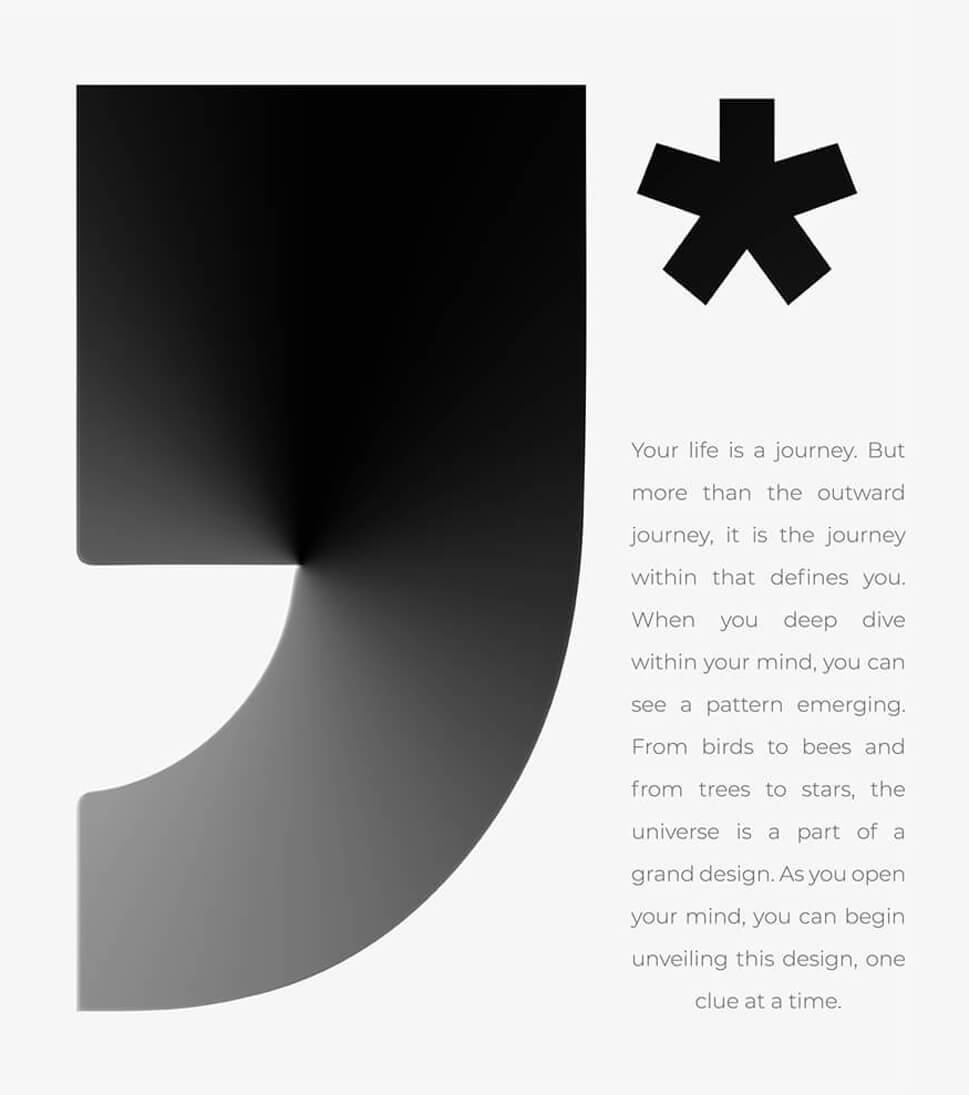 ,
*
Your life is a journey. But
more than the outward
journey, it is the journey
within that defines you.
When you deep dive
within your mind, you can
see a pattern emerging.
From birds to bees and
from trees to stars, the
universe is a part of a
grand design. As you open
your mind, you can begin
unveiling this design, one
clue at a time.